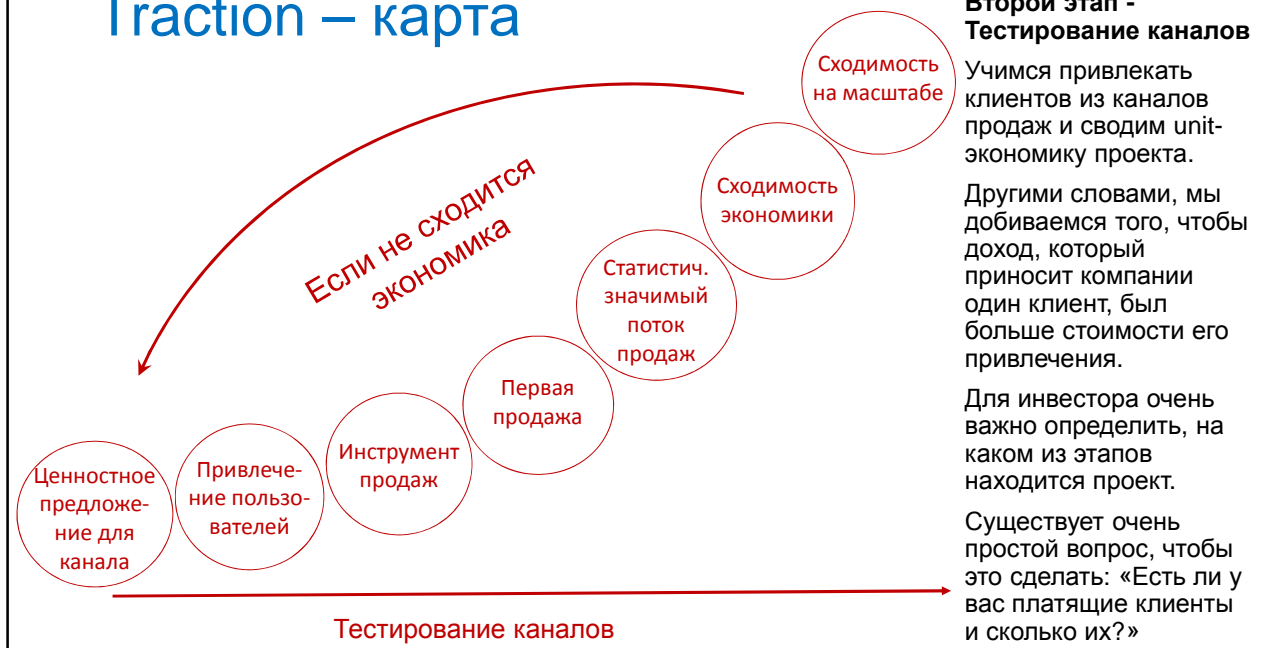 Traction – карта
Если не сходится
экономика
Ценностное
предложе-
ние для
канала
Привлече-
ние пользо-
вателей
Инструмент
продаж
Первая
продажа
Статистич.
значимый
поток
продаж
Сходимость
экономики
Сходимость
на масштабе
Тестирование каналов
Второй этап -
Тестирование каналов
Учимся привлекать
клиентов из каналов
продаж и сводим unit-
экономику проекта.
Другими словами, мы
добиваемся того, чтобы
доход, который
приносит компании
один клиент, был
больше стоимости его
привлечения.
Для инвестора очень
важно определить, на
каком из этапов
находится проект.
Существует очень
простой вопрос, чтобы
это сделать: «Есть ли у
вас платящие клиенты
и сколько их?»